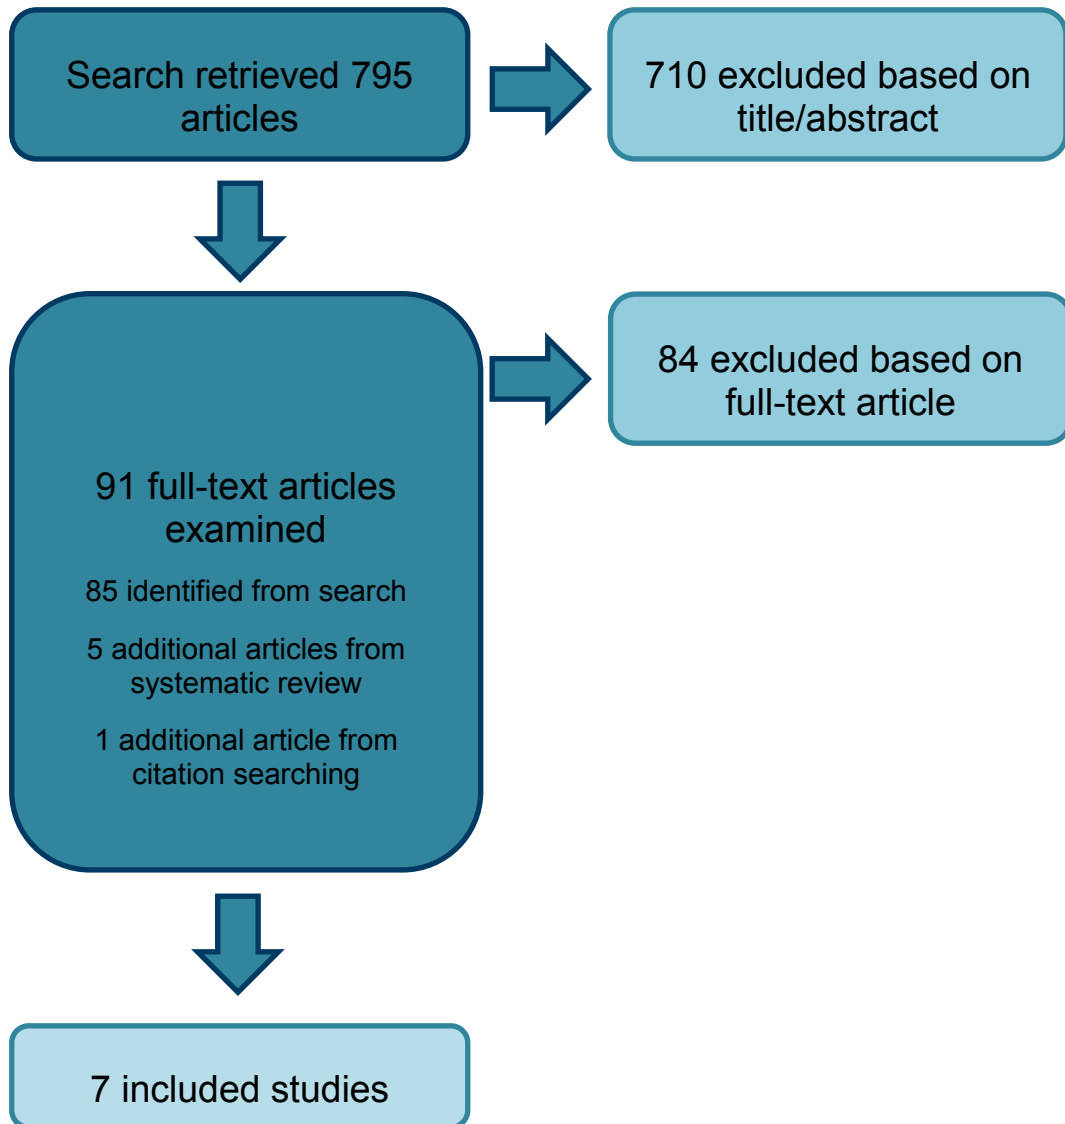 Search retrieved 795
articles
710 excluded based on
title/abstract
91 full-text articles
examined
85 identified from search
5 additional articles from
systematic review
1 additional article from
citation searching
84 excluded based on
full-text article
7 included studies